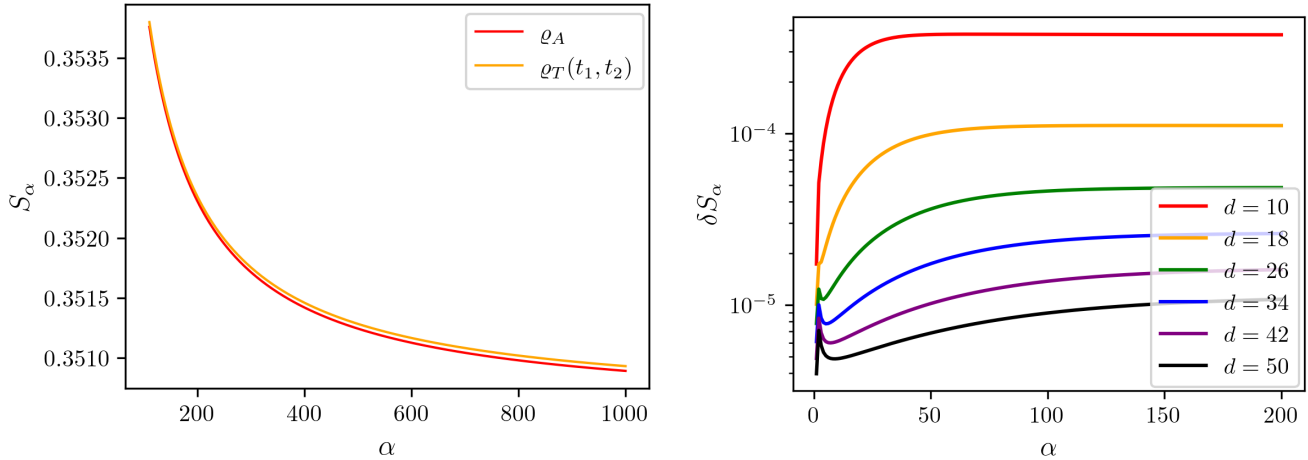 0.3535
0.3530
0.3525
0.3520
0.3515
0.3510
S_α
200
400
600
800
1000
α
ϱ_A
ϱ_T(t_1, t_2)
10^{-4}
10^{-5}
δS_α
0
50
100
150
200
α
d = 10
d = 18
d = 26
d = 34
d = 42
d = 50